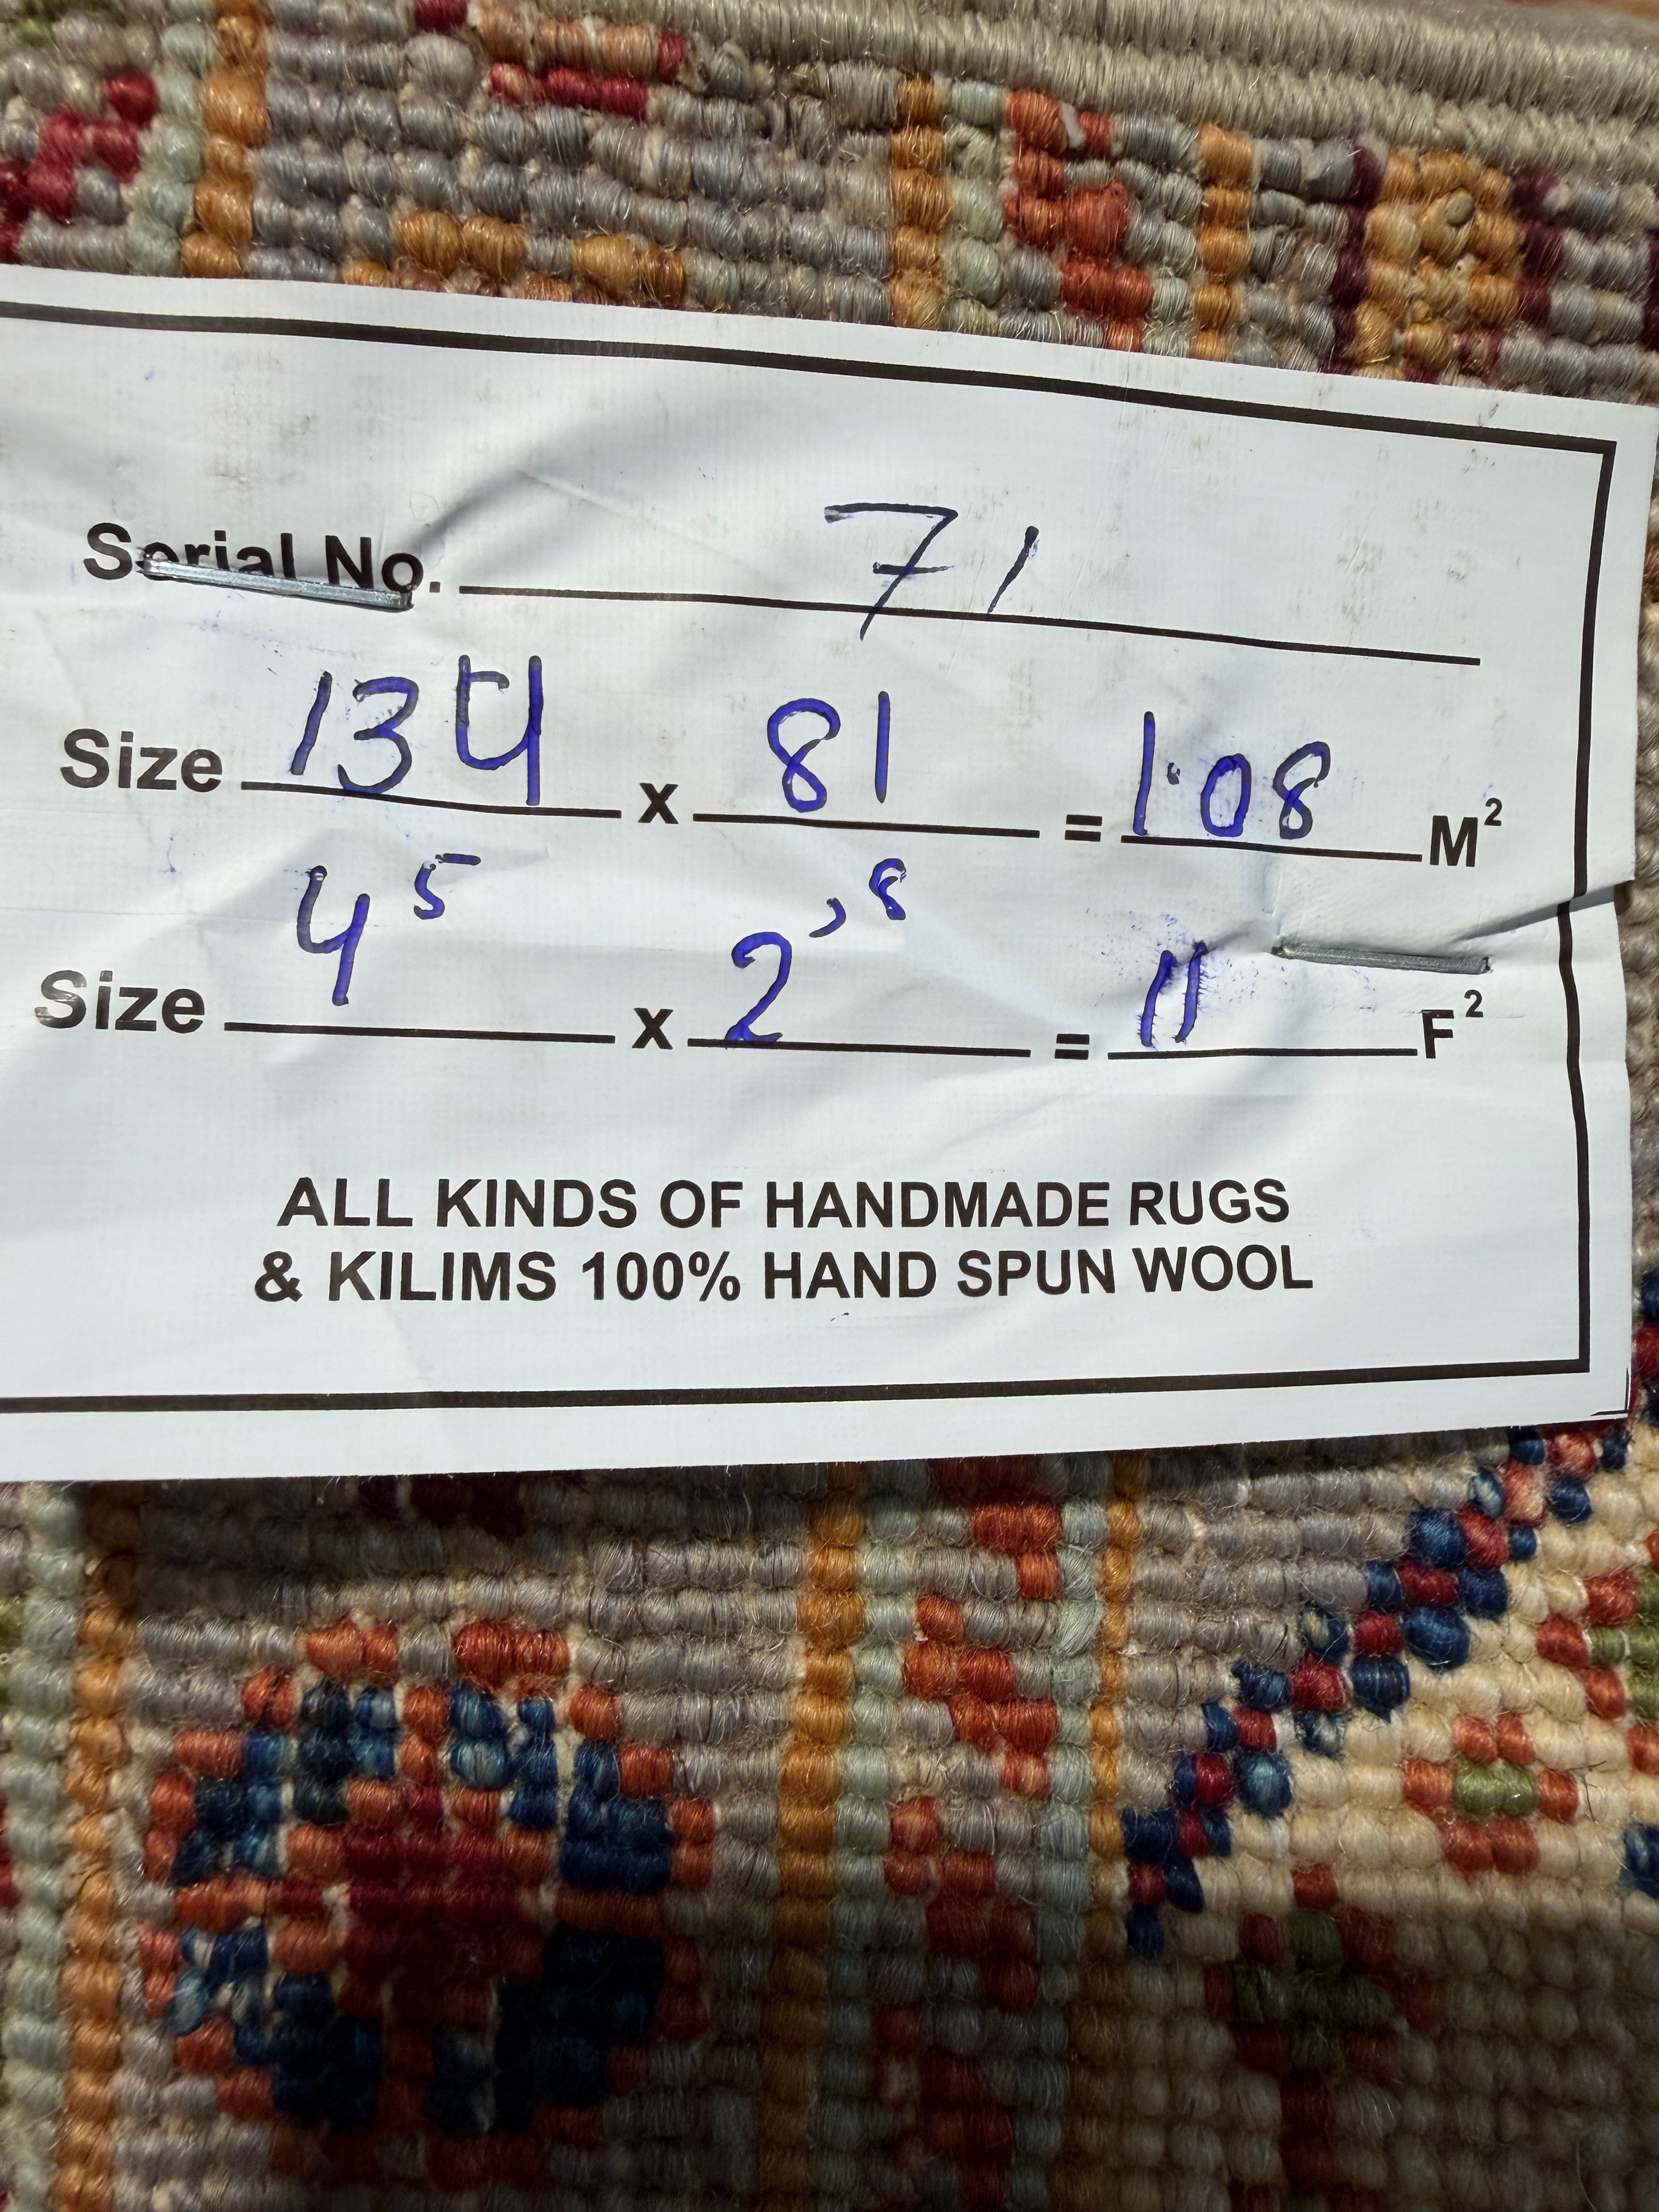 Serial No. 71
Size 134 x 81 = 1.08 M²
Size 4 5 x 2,8 = 11 F²
ALL KINDS OF HANDMADE RUGS
& KILIMS 100% HAND SPUN WOOL